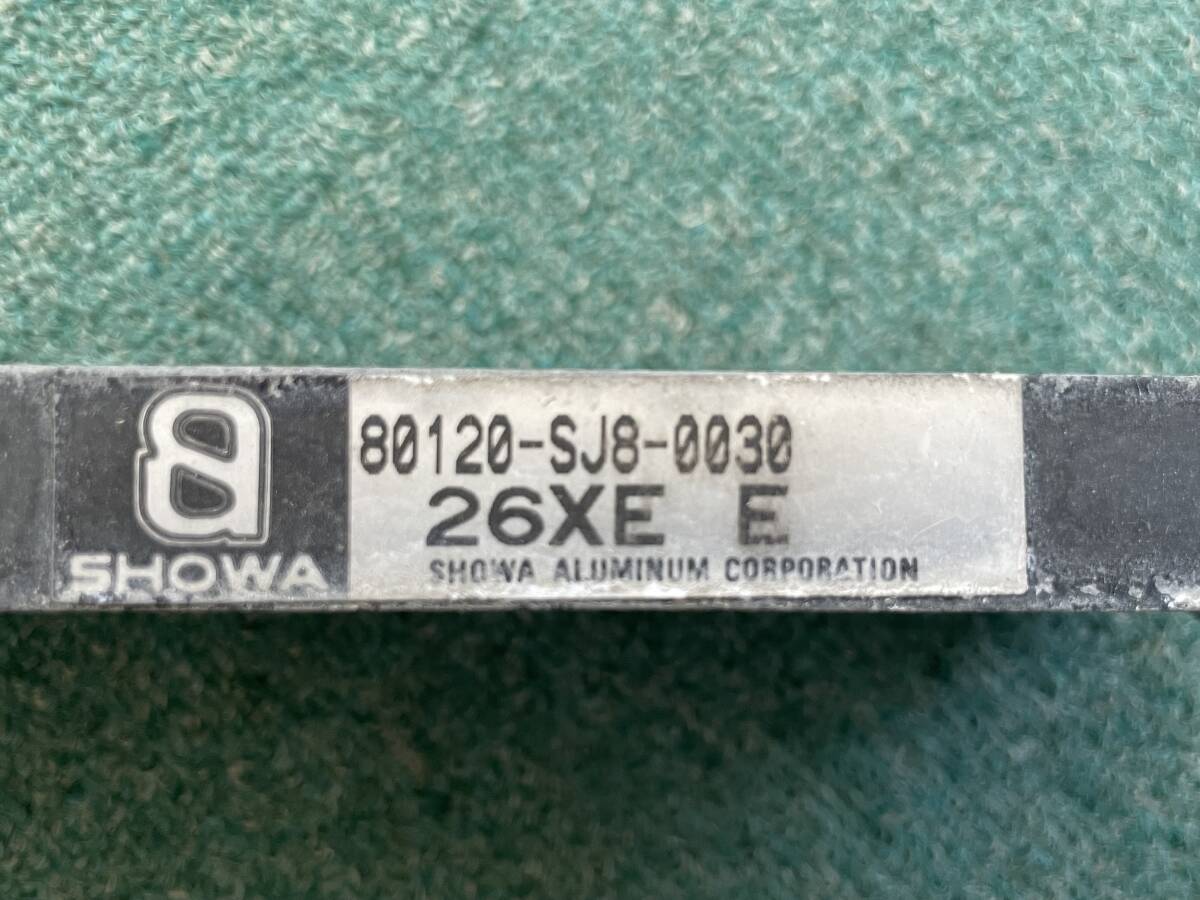 SHOWA
80120-SJ8-0030
26XE E
SHOWA ALUMINUM CORPORATION